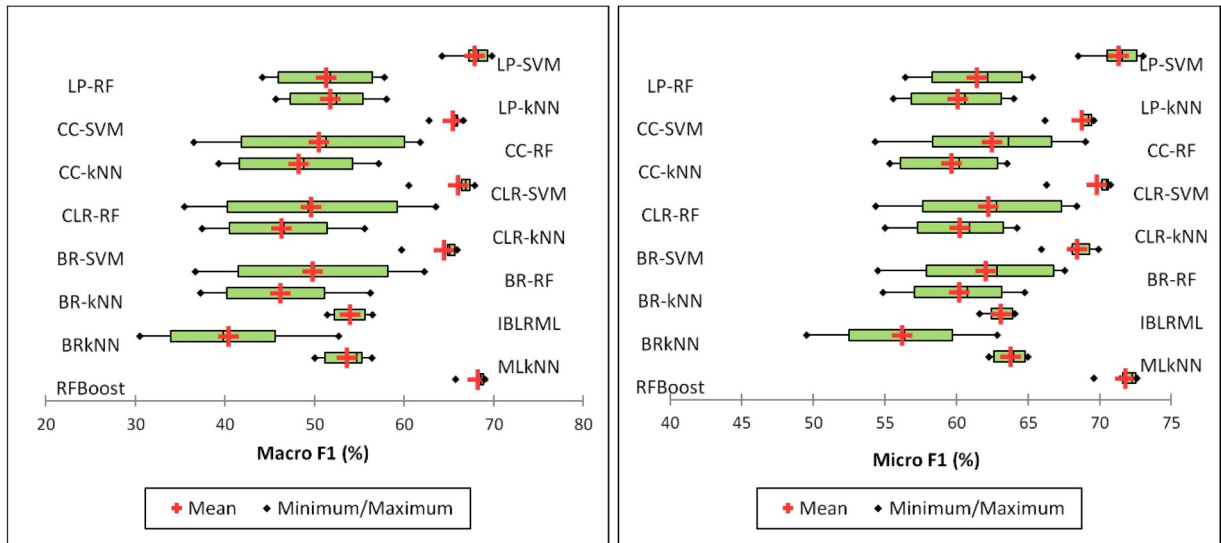 LP-SVM
LP-RF
LP-kNN
CC-SVM
CC-RF
CC-kNN
CLR-SVM
CLR-RF
CLR-kNN
BR-SVM
BR-RF
BR-kNN
IBLRML
BRkNN
MLkNN
RFBoost
20 30 40 50 60 70 80
Macro F1 (%)
Mean Minimum/Maximum
LP-SVM
LP-RF
LP-kNN
CC-SVM
CC-RF
CC-kNN
CLR-SVM
CLR-RF
CLR-kNN
BR-SVM
BR-RF
BR-kNN
IBLRML
BRkNN
MLkNN
RFBoost
40 45 50 55 60 65 70 75
Micro F1 (%)
Mean Minimum/Maximum